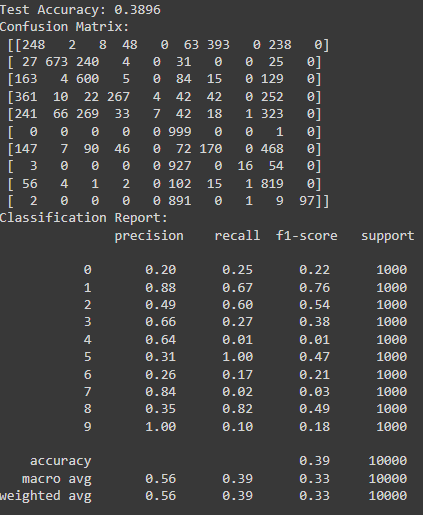 Test Accuracy: 0.3896
Confusion Matrix:
[[248 2 8 48 0 63 393 0 238 0]
[ 27 673 240 4 0 31 0 0 25 0]
[163 4 600 5 0 84 15 0 129 0]
[361 10 22 267 4 42 42 0 252 0]
[241 66 269 33 7 42 18 1 323 0]
[ 0 0 0 0 0 999 0 0 1 0]
[147 7 90 46 0 72 170 0 468 0]
[ 3 0 0 0 0 927 0 16 54 0]
[ 56 4 1 2 0 102 15 1 819 0]
[ 2 0 0 0 0 891 0 1 9 97]]
Classification Report:
precision recall f1-score support
0 0.20 0.25 0.22 1000
1 0.88 0.67 0.76 1000
2 0.49 0.60 0.54 1000
3 0.66 0.27 0.38 1000
4 0.64 0.01 0.01 1000
5 0.31 1.00 0.47 1000
6 0.26 0.17 0.21 1000
7 0.84 0.02 0.03 1000
8 0.35 0.82 0.49 1000
9 1.00 0.10 0.18 1000
accuracy 0.39 10000
macro avg 0.56 0.39 0.33 10000
weighted avg 0.56 0.39 0.33 10000